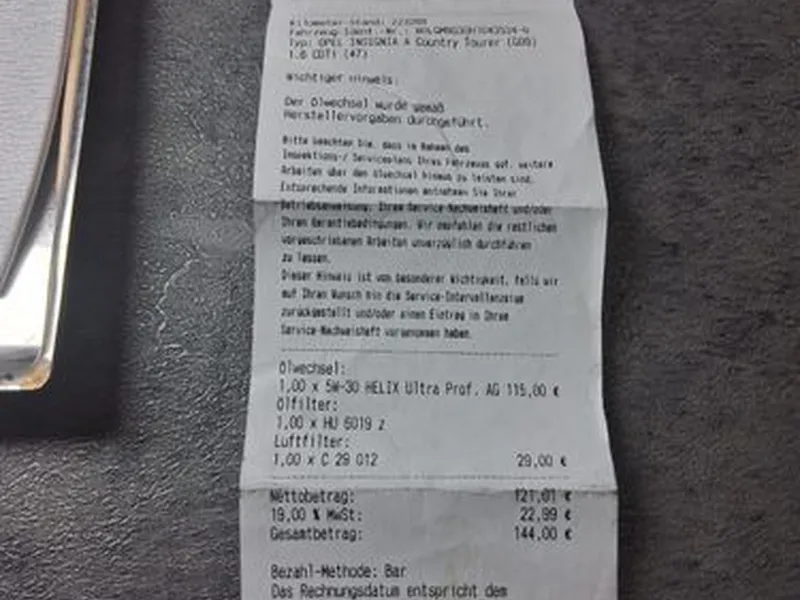 Kilometer-Stand:
Fahrzeug-Ident.-Nr.:
Typ: OPEL INSIGNIA A Country Tourer (G09)
1.6 CDTI (47)
Wichtiger Hinweis:
Der Ölwechsel wurde gemäß
Herstellervorgaben durchgeführt.
Bitte beachten Sie, dass im Rahmen des
Inspektions-/ Serviceplans Ihres Fahrzeugs ggf. weitere
Arbeiten über den Ölwechsel hinaus zu leisten sind.
Entsprechende Informationen entnehmen Sie Ihrer
Betriebsanweisung, Ihrem Service-Nachweisheft und/oder
Ihren Garantiebedingungen. Wir empfehlen die restlichen
vorgeschriebenen Arbeiten unverzüglich durchführen
zu lassen.
Dieser Hinweis ist von besonderer Wichtigkeit, falls wir
auf Ihren Wunsch hin die Service-Intervallanzeige
zurückgestellt und/oder einen Eintrag in Ihrem
Service-Nachweisheft vorgenommen haben.
Ölwechsel:
1,00 x 5W-30 HELIX Ultra Prof. AG 115,00 €
Ölfilter:
1,00 x HU 6019 z
Luftfilter:
1,00 x C 29 012 29,00 €
Nettobetrag: 121,01 €
19,00 % MwSt: 22,99 €
Gesamtbetrag: 144,00 €
Bezahl-Methode: Bar
Das Rechnungsdatum entspricht dem